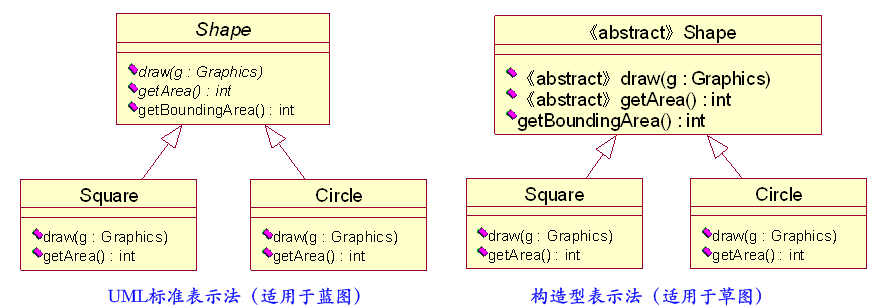 Shape
draw(g : Graphics)
getArea() : int
getBoundingArea() : int
Square
draw(g : Graphics)
getArea() : int
Circle
draw(g : Graphics)
getArea() : int
UML标准表示法（适用于蓝图）
《abstract》Shape
《abstract》draw(g : Graphics)
《abstract》getArea() : int
getBoundingArea() : int
Square
draw(g : Graphics)
getArea() : int
Circle
draw(g : Graphics)
getArea() : int
构造型表示法（适用于草图）